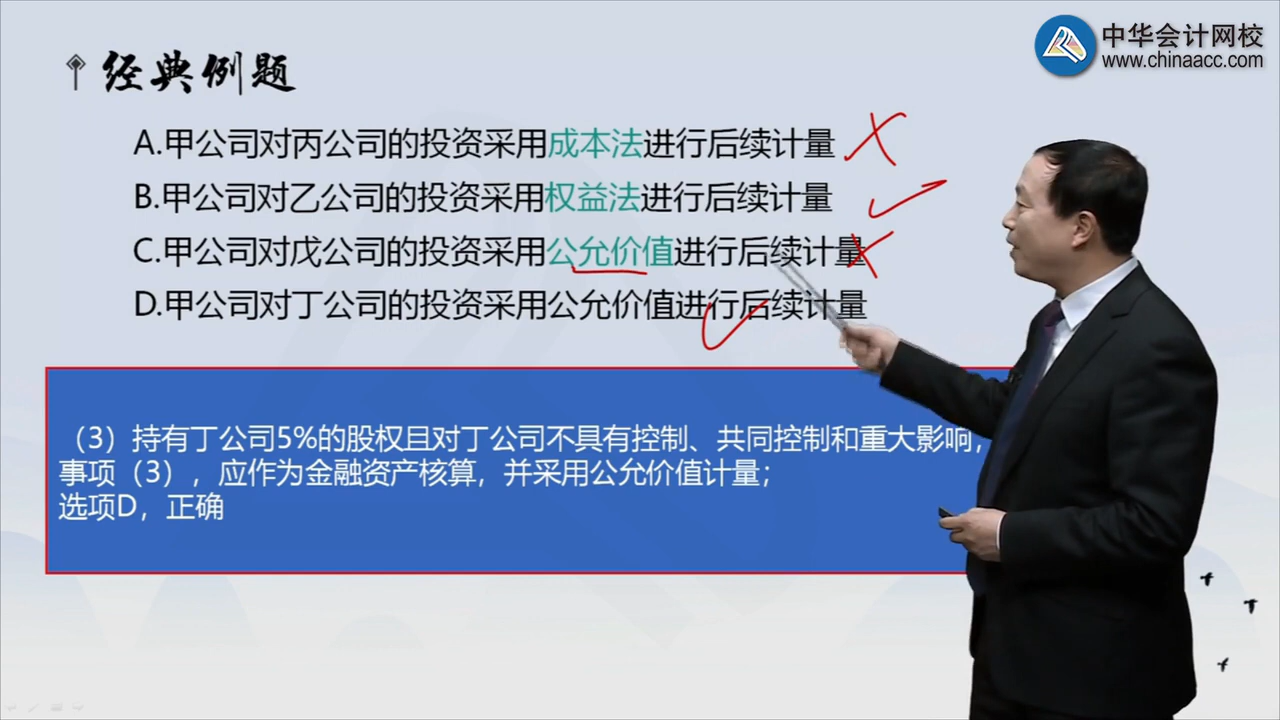 经典例题
中华会计网校
www.chinaacc.com
A.甲公司对丙公司的投资采用成本法进行后续计量
B.甲公司对乙公司的投资采用权益法进行后续计量
C.甲公司对戊公司的投资采用公允价值进行后续计量
D.甲公司对丁公司的投资采用公允价值进行后续计量
（3）持有丁公司5%的股权且对丁公司不具有控制、共同控制和重大影响，
事项（3），应作为金融资产核算，并采用公允价值计量；
选项D，正确